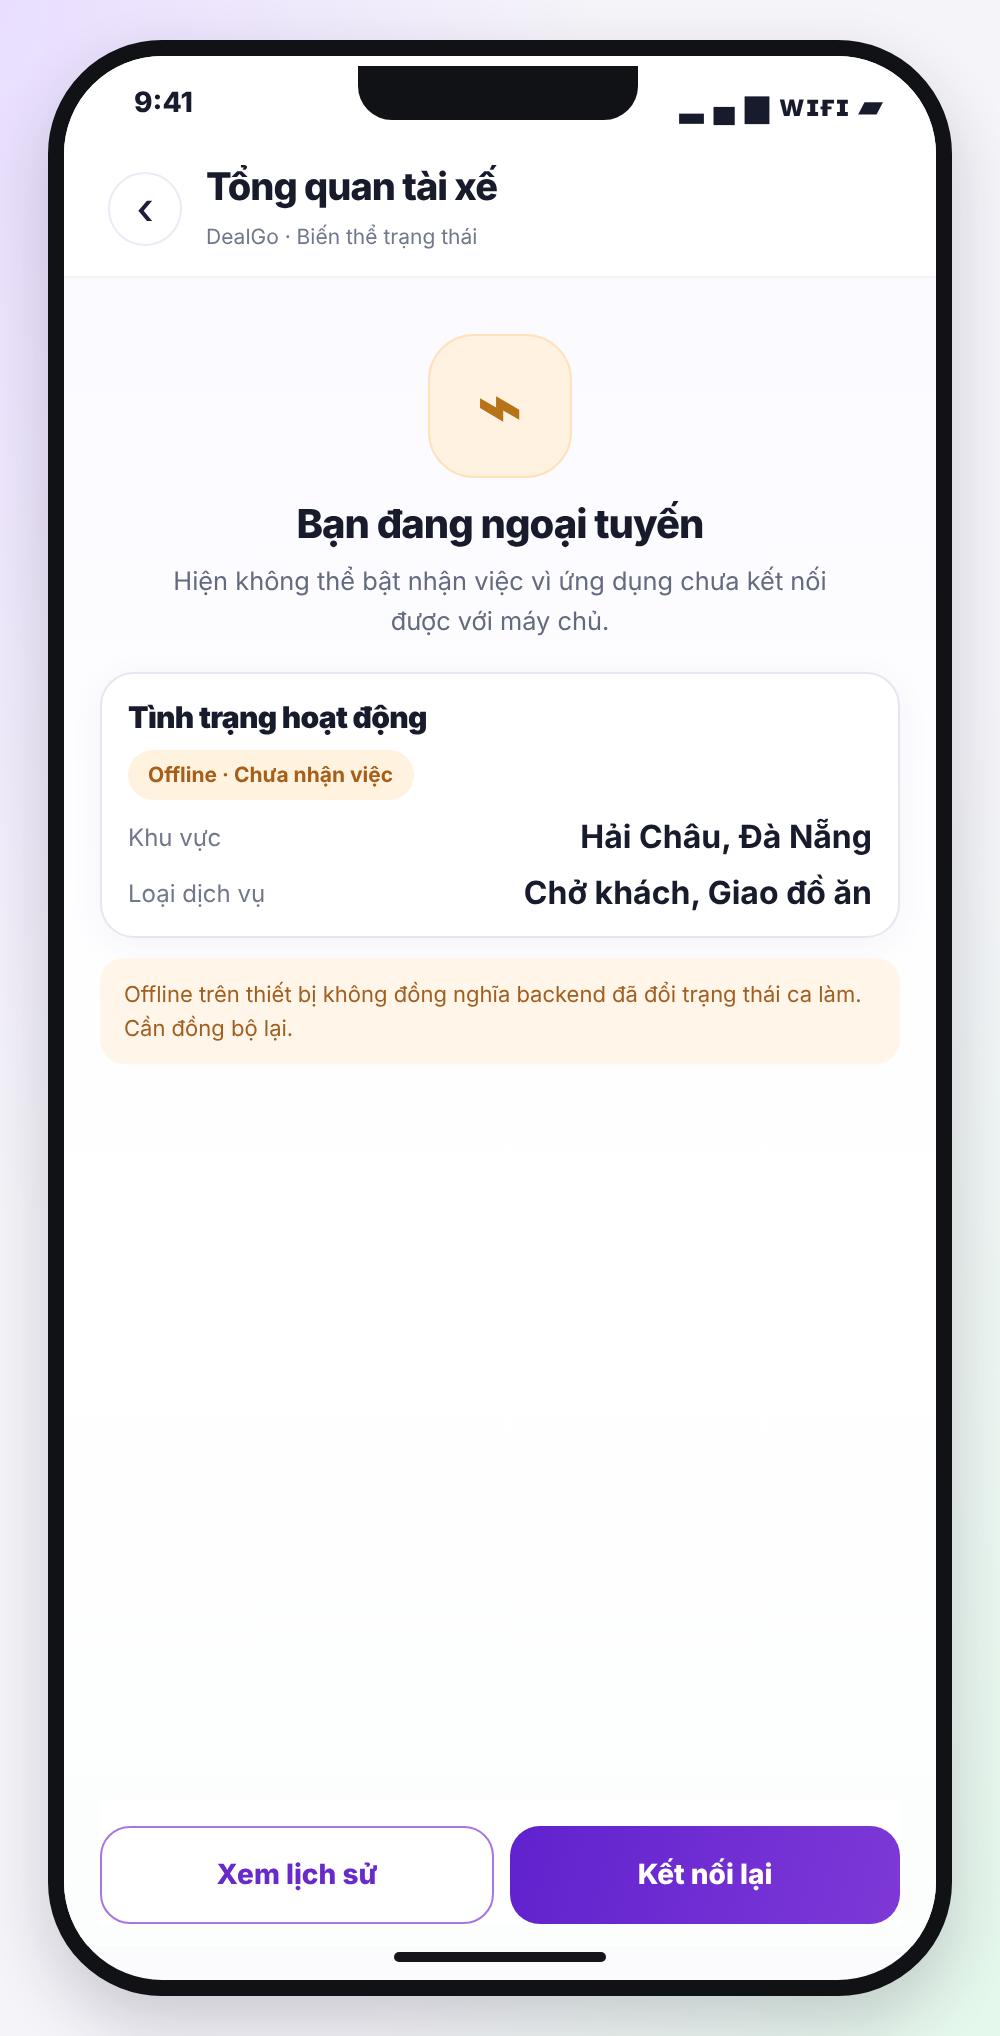 9:41
WIFI
Tổng quan tài xế
DealGo · Biến thể trạng thái
Bạn đang ngoại tuyến
Hiện không thể bật nhận việc vì ứng dụng chưa kết nối
được với máy chủ.
Tình trạng hoạt động
Offline · Chưa nhận việc
Khu vực Hải Châu, Đà Nẵng
Loại dịch vụ Chở khách, Giao đồ ăn
Offline trên thiết bị không đồng nghĩa backend đã đổi trạng thái ca làm.
Cần đồng bộ lại.
Xem lịch sử
Kết nối lại